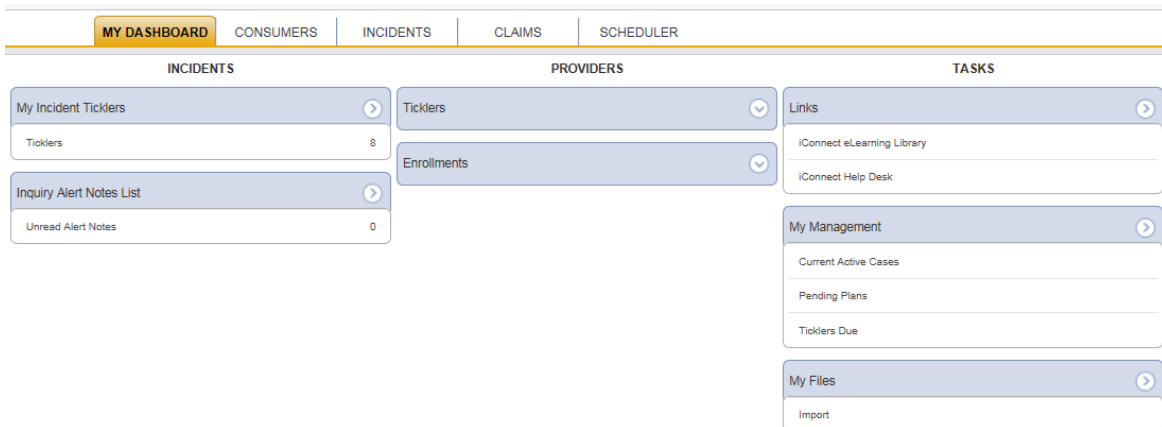 MY DASHBOARD CONSUMERS INCIDENTS CLAIMS SCHEDULER
INCIDENTS
My Incident Ticklers
Ticklers 8
Inquiry Alert Notes List
Unread Alert Notes 0
PROVIDERS
Ticklers
Enrollments
TASKS
Links
iConnect eLearning Library
iConnect Help Desk
My Management
Current Active Cases
Pending Plans
Ticklers Due
My Files
Import